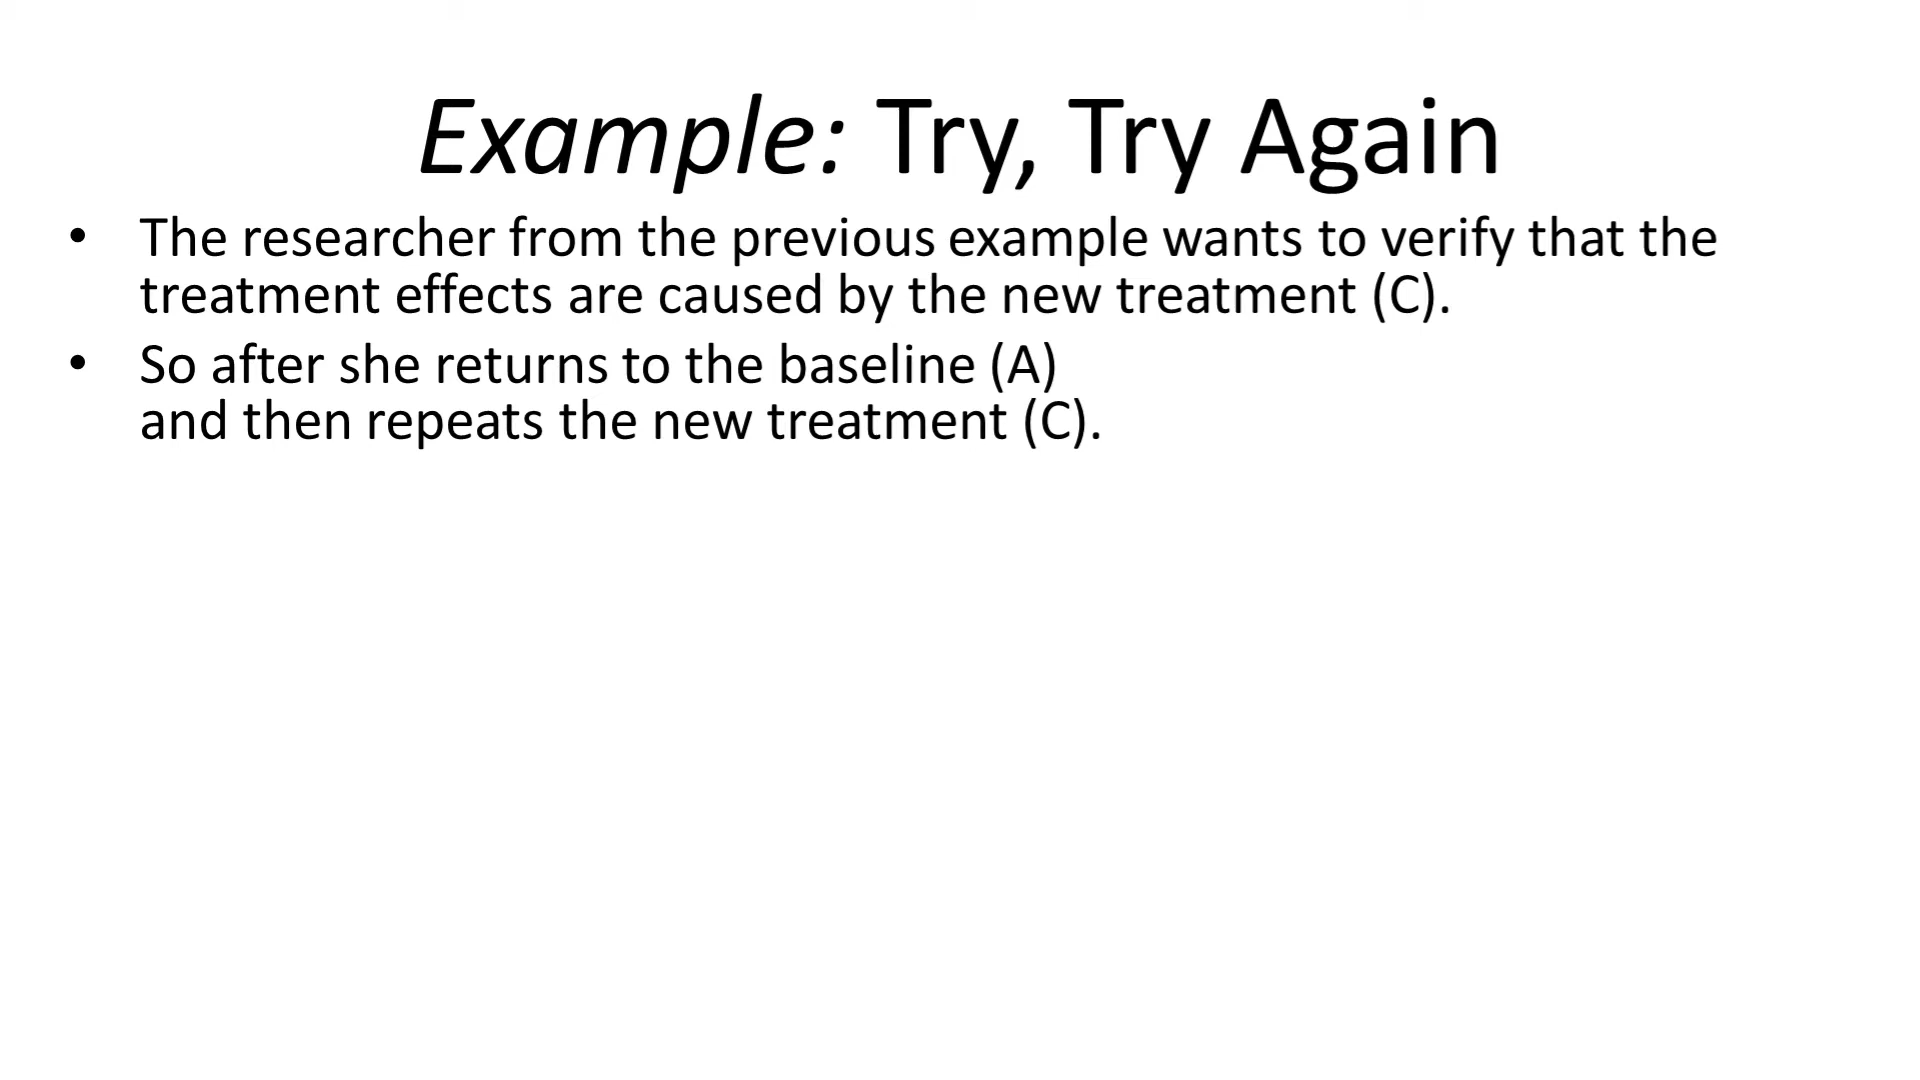 Example: Try, Try Again
• The researcher from the previous example wants to verify that the
treatment effects are caused by the new treatment (C).
• So after she returns to the baseline (A)
and then repeats the new treatment (C).